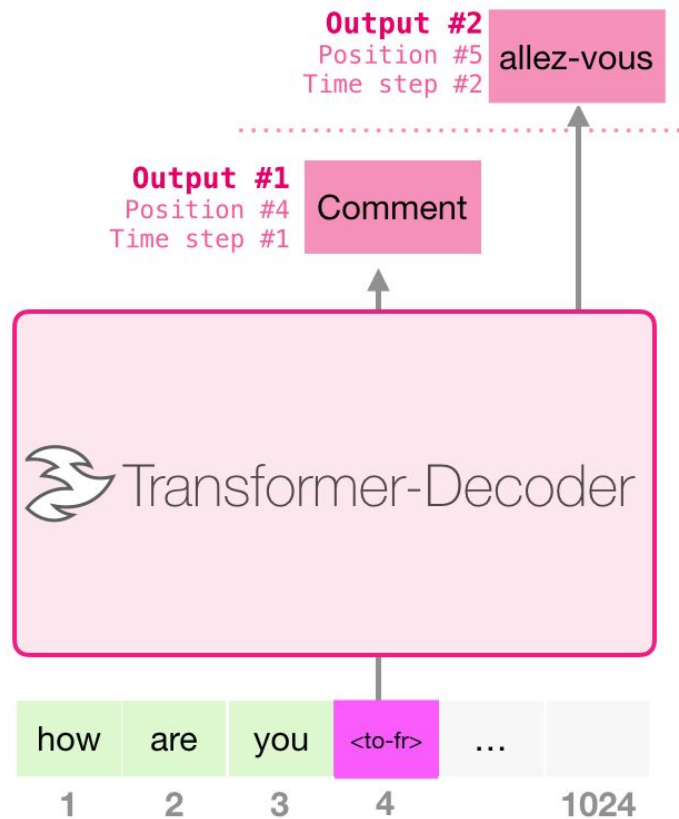 Output #2
Position #5
Time step #2
allez-vous
Output #1
Position #4
Time step #1
Comment
Transformer-Decoder
how are you <to-fr> ...
1 2 3 4 1024